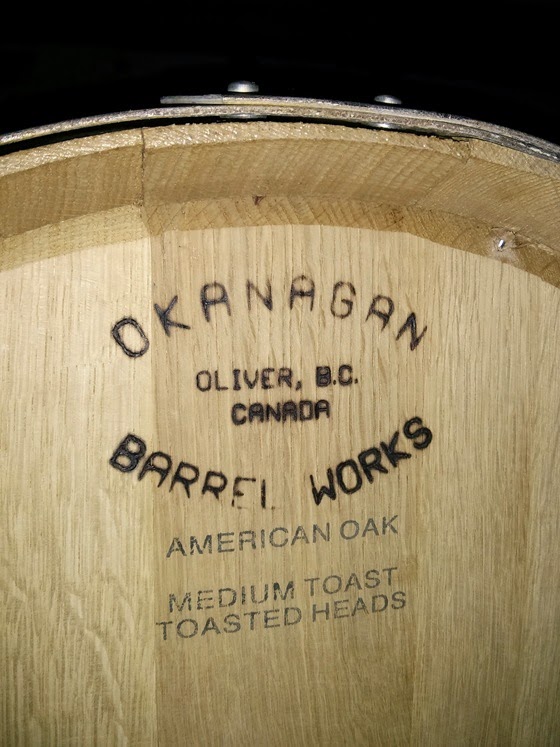 OKANAGAN
OLIVER, B.C.
CANADA
BARREL WORKS
AMERICAN OAK
MEDIUM TOAST
TOASTED HEADS